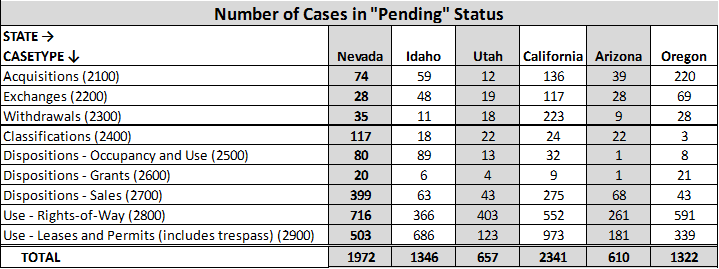 Number of Cases in "Pending" Status
STATE →
CASETYPE ↓ Nevada Idaho Utah California Arizona Oregon
Acquisitions (2100) 74 59 12 136 39 220
Exchanges (2200) 28 48 19 117 28 69
Withdrawals (2300) 35 11 18 223 9 28
Classifications (2400) 117 18 22 24 22 3
Dispositions - Occupancy and Use (2500) 80 89 13 32 1 8
Dispositions - Grants (2600) 20 6 4 9 1 21
Dispositions - Sales (2700) 399 63 43 275 68 43
Use - Rights-of-Way (2800) 716 366 403 552 261 591
Use - Leases and Permits (includes trespass) (2900) 503 686 123 973 181 339
TOTAL 1972 1346 657 2341 610 1322